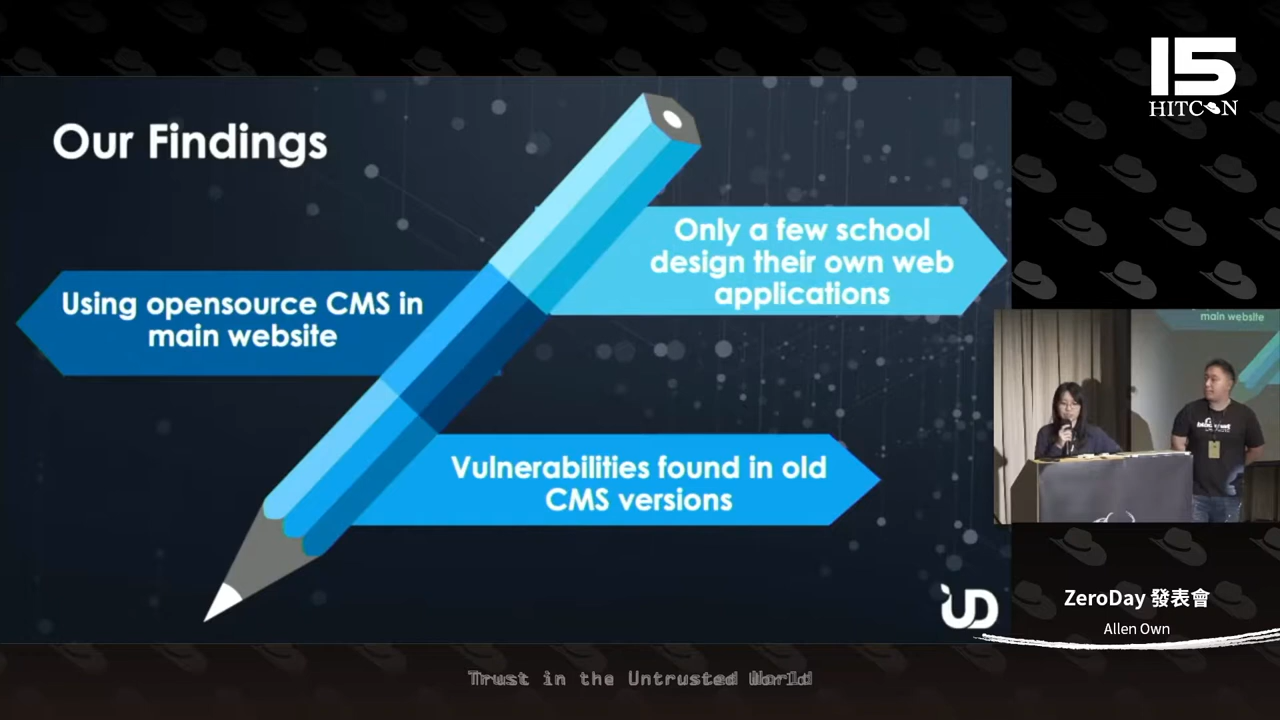 15
HITCON
Our Findings
Only a few school
design their own web
applications
Using opensource CMS in
main website
Vulnerabilities found in old
CMS versions
UD
main website
ZeroDay 發表會
Allen Own
Trust in the Untrusted World